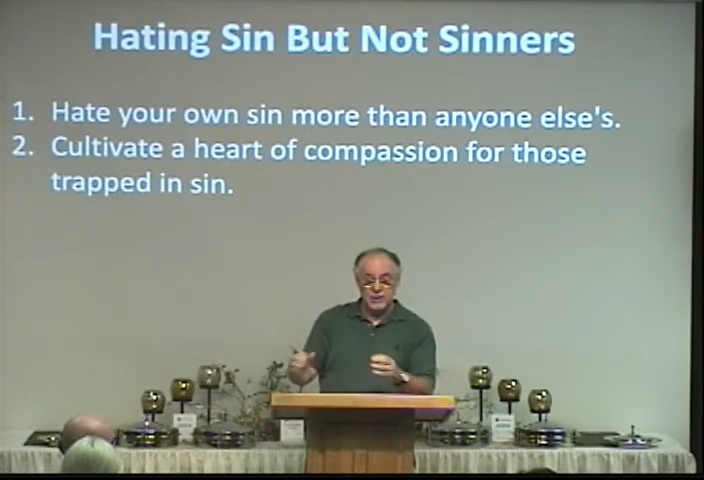 Hating Sin But Not Sinners
1. Hate your own sin more than anyone else's.
2. Cultivate a heart of compassion for those
trapped in sin.